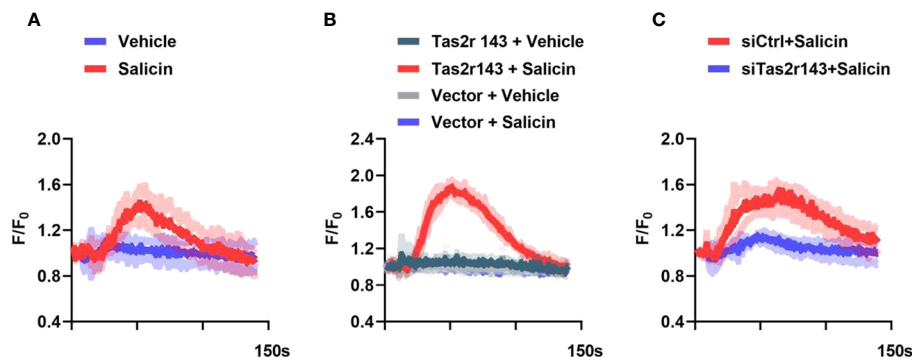 A
Vehicle
Salicin
F/F0
2.0
1.6
1.2
0.8
0.4
150s
B
Tas2r 143 + Vehicle
Tas2r143 + Salicin
Vector + Vehicle
Vector + Salicin
F/F0
2.4
2.0
1.6
1.2
0.8
0.4
150s
C
siCtrl+Salicin
siTas2r143+Salicin
F/F0
2.0
1.6
1.2
0.8
0.4
150s